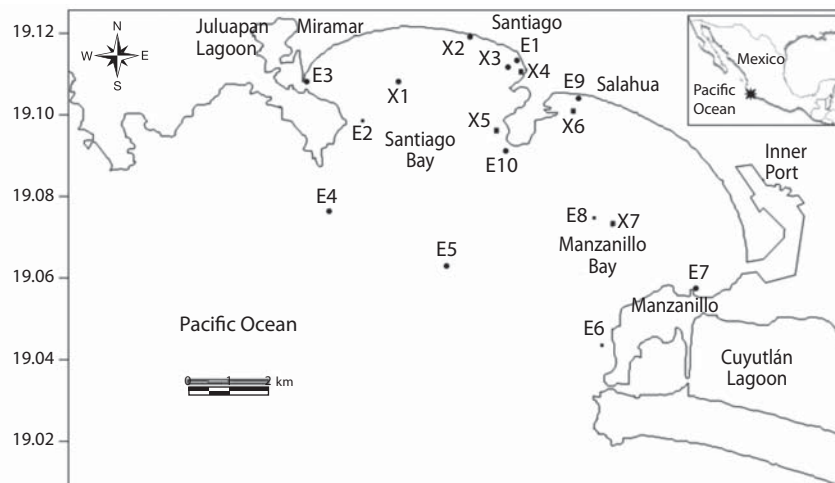 19.12
19.10
19.08
19.06
19.04
19.02
N
W E
S
Juluapan
Lagoon
Miramar
Santiago
X2
X3
E1
X4
E3
X1
E9
Salahua
X6
E2
Santiago
Bay
X5
E10
Mexico
Pacific
Ocean
Inner
Port
E4
E8
X7
Manzanillo
Bay
E5
E7
Manzanillo
E6
Pacific Ocean
Cuyutlán
Lagoon
0 1 2 km